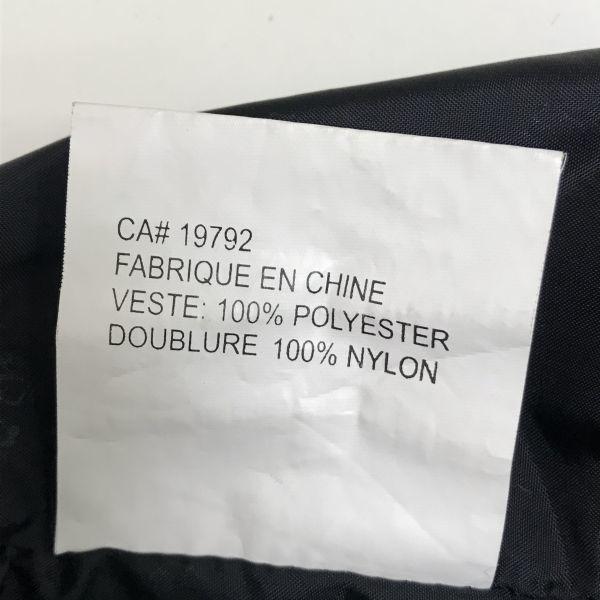 CA# 19792
FABRIQUE EN CHINE
VESTE: 100% POLYESTER
DOUBLURE 100% NYLON